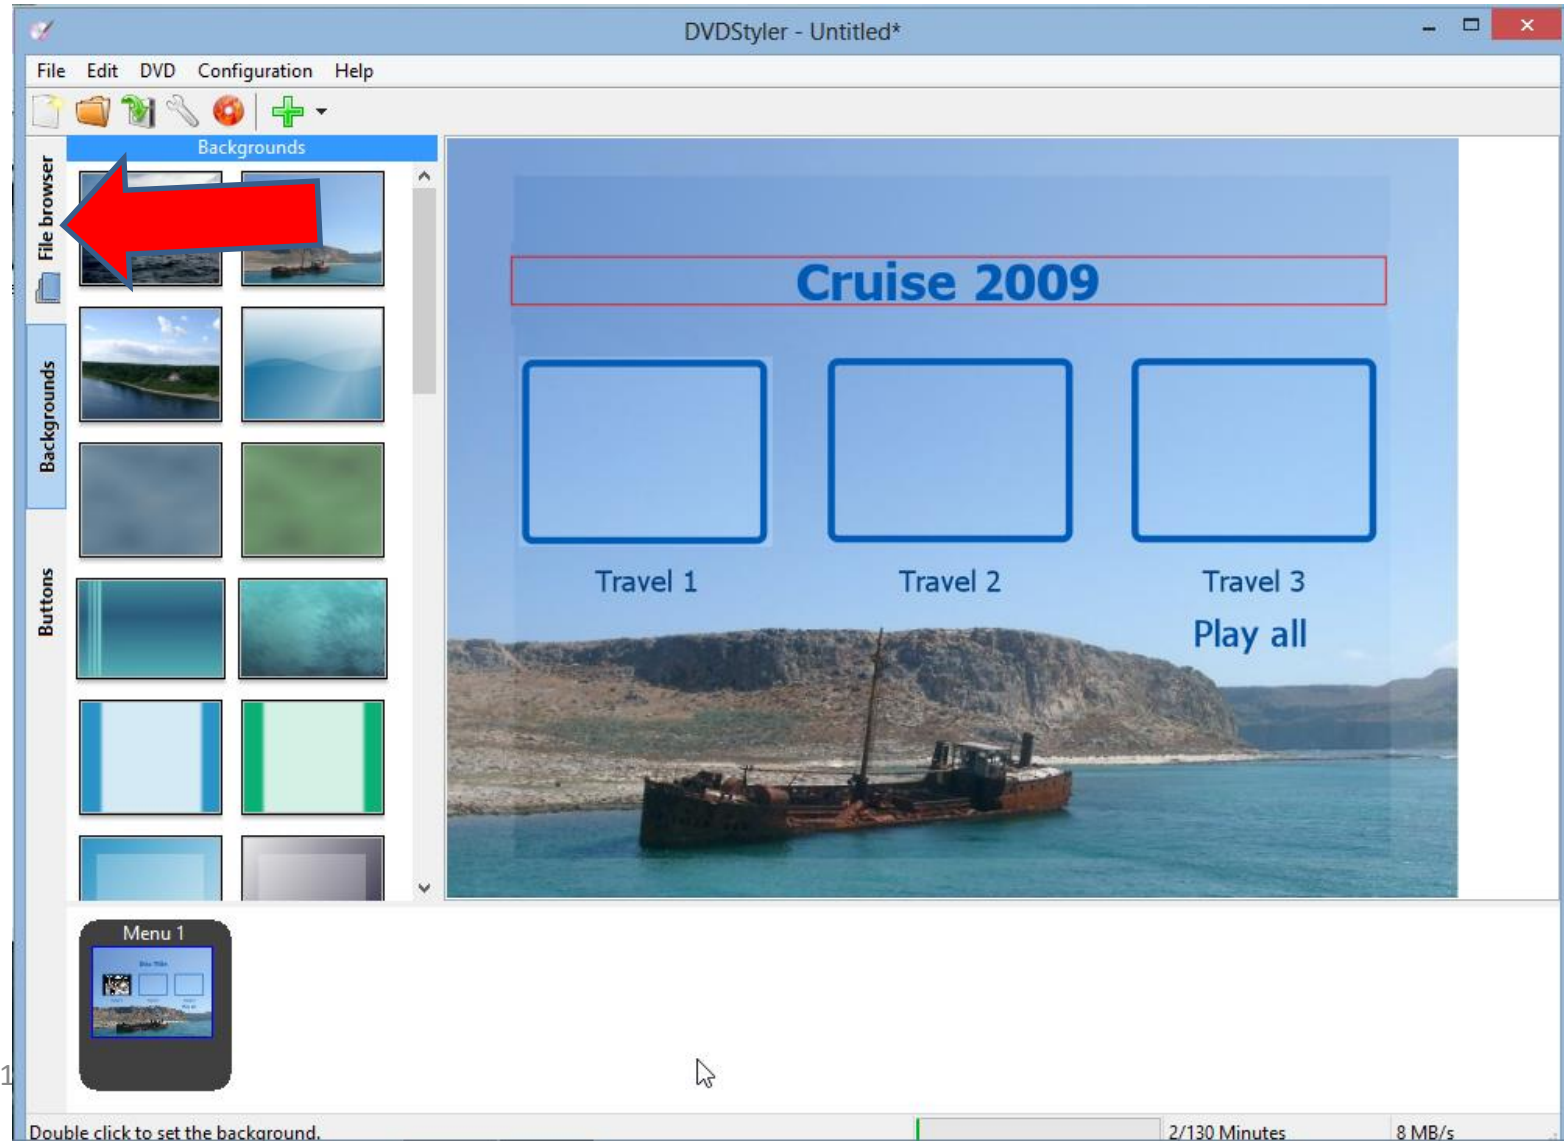 DVDStyler - Untitled*
File Edit DVD Configuration Help
Backgrounds
File browser
Backgrounds
Buttons
Cruise 2009
Travel 1 Travel 2 Travel 3
Play all
Menu 1
1
Double click to set the background. 2/130 Minutes 8 MB/s